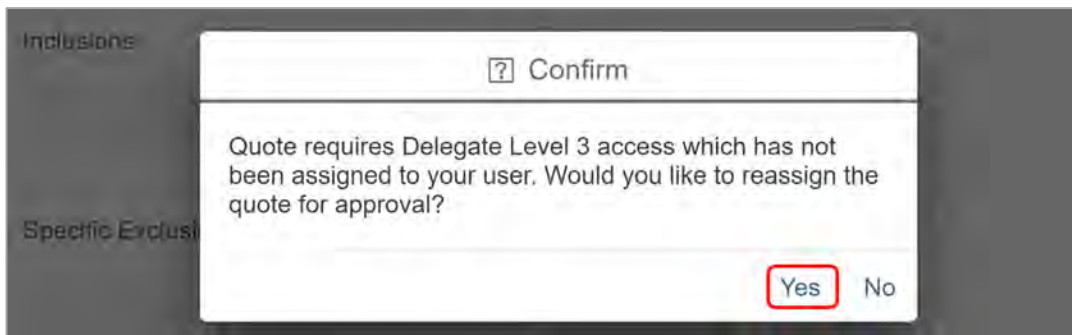 Inclusions
? Confirm
Quote requires Delegate Level 3 access which has not
been assigned to your user. Would you like to reassign the
quote for approval?
Specific Exclusi
Yes No